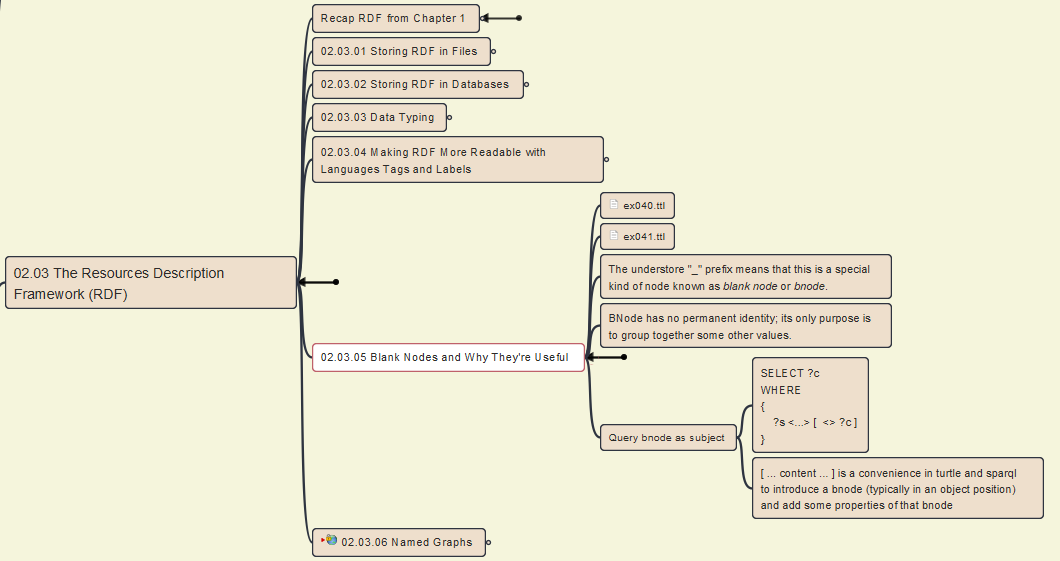 Recap RDF from Chapter 1
02.03.01 Storing RDF in Files
02.03.02 Storing RDF in Databases
02.03.03 Data Typing
02.03.04 Making RDF More Readable with
Languages Tags and Labels
02.03 The Resources Description
Framework (RDF)
02.03.05 Blank Nodes and Why They're Useful
ex040.ttl
ex041.ttl
The understore "_" prefix means that this is a special
kind of node known as blank node or bnode.
BNode has no permanent identity; its only purpose is
to group together some other values.
Query bnode as subject
SELECT ?c
WHERE
{
?s <...> [ <> ?c ]
}
[ ... content ... ] is a convenience in turtle and sparql
to introduce a bnode (typically in an object position)
and add some properties of that bnode
02.03.06 Named Graphs